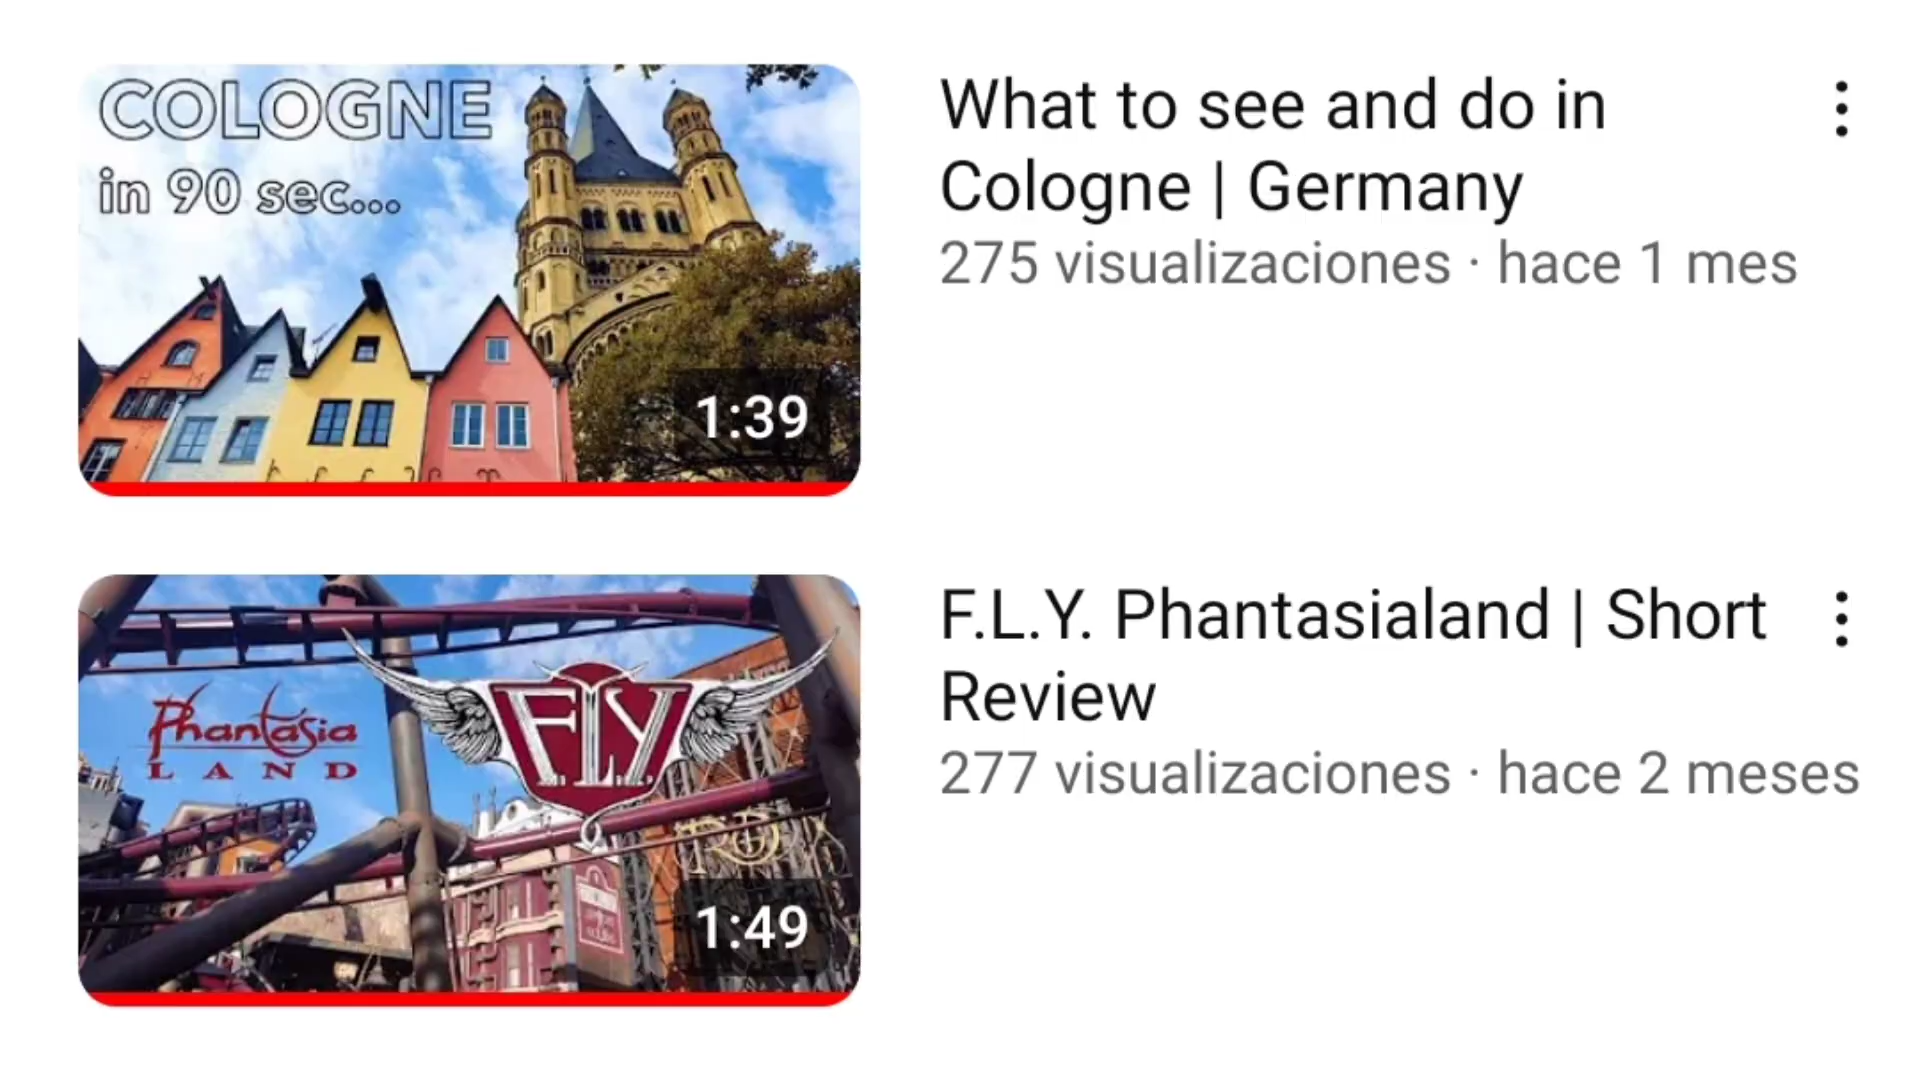 COLOGNE
in 90 sec...
1:39
What to see and do in
Cologne | Germany
275 visualizaciones · hace 1 mes
Phantasia
LAND
FLY
1:49
F.L.Y. Phantasialand | Short
Review
277 visualizaciones · hace 2 meses